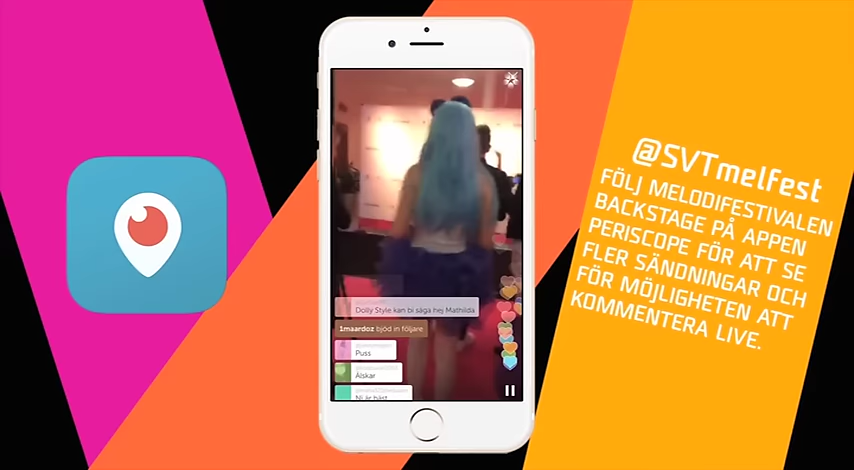 @SVTmelfest
FÖLJ MELODIFESTIVALEN
BACKSTAGE PÅ APPEN
PERISCOPE FÖR ATT SE
FLER SÄNDNINGAR OCH
FÖR MÖJLIGHETEN ATT
KOMMENTERA LIVE.
Dolly Style kan bi säga hej Mathilda
1maardoz bjöd in följare
Puss
Älskar
Ni är bäst